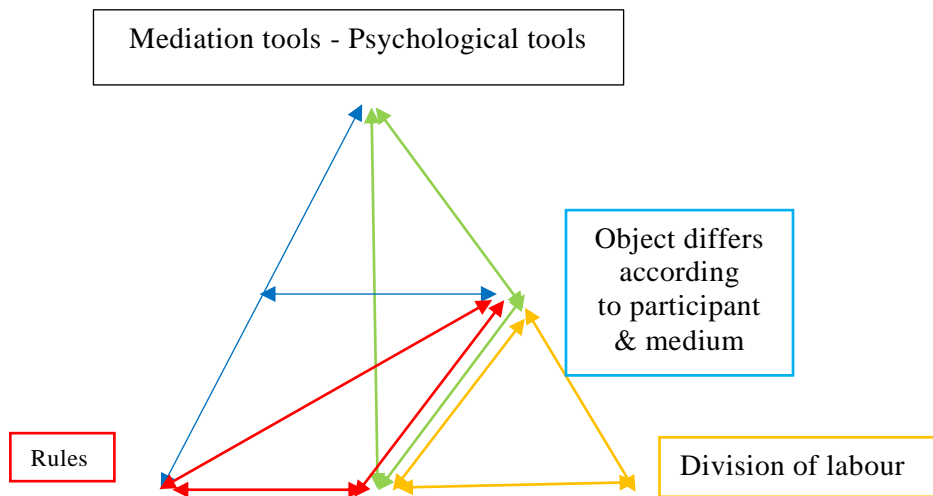 Mediation tools - Psychological tools
Object differs
according
to participant
& medium
Rules
Division of labour